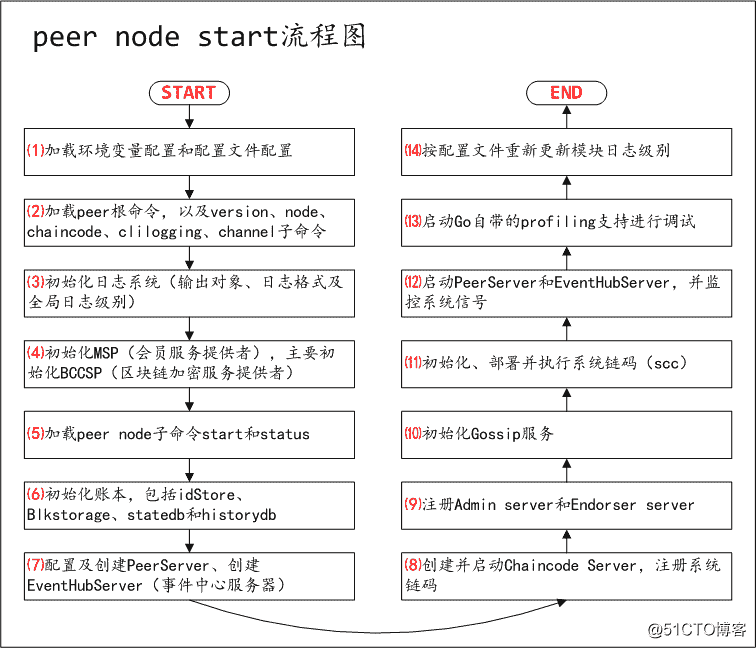 peer node start流程图
START
(1)加载环境变量配置和配置文件配置
(2)加载peer根命令，以及version、node、
chaincode、clilogging、channel子命令
(3)初始化日志系统（输出对象、日志格式及
全局日志级别）
(4)初始化MSP（会员服务提供者），主要初
始化BCCSP（区块链加密服务提供者）
(5)加载peer node子命令start和status
(6)初始化账本，包括idStore、
Blkstorage、statedb和historydb
(7)配置及创建PeerServer、创建
EventHubServer（事件中心服务器）
(8)创建并启动Chaincode Server，注册系统
链码
(9)注册Admin server和Endorser server
(10)初始化Gossip服务
(11)初始化、部署并执行系统链码（scc）
(12)启动PeerServer和EventHubServer，并监
控系统信号
(13)启动Go自带的profiling支持进行调试
(14)按配置文件重新更新模块日志级别
END
@51CTO博客